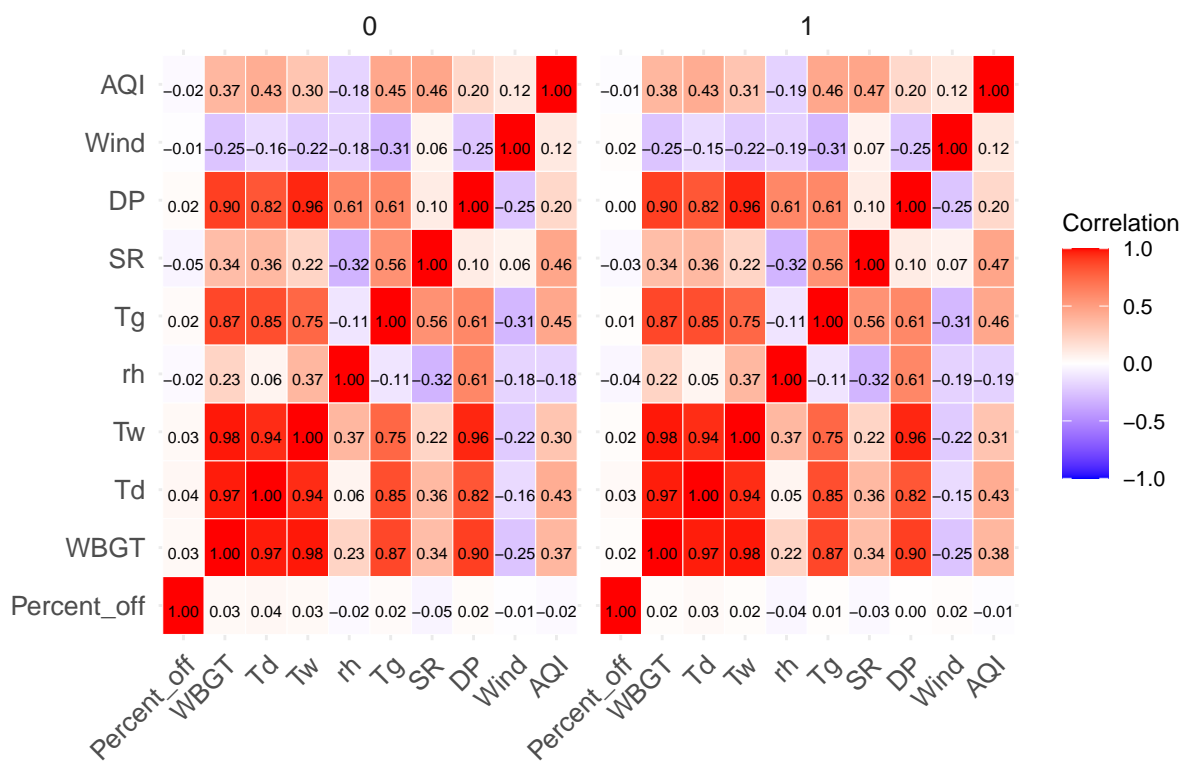 0 1
AQI −0.02 0.37 0.43 0.30 −0.18 0.45 0.46 0.20 0.12 1.00 −0.01 0.38 0.43 0.31 −0.19 0.46 0.47 0.20 0.12 1.00
Wind −0.01 −0.25 −0.16 −0.22 −0.18 −0.31 0.06 −0.25 1.00 0.12 0.02 −0.25 −0.15 −0.22 −0.19 −0.31 0.07 −0.25 1.00 0.12
DP 0.02 0.90 0.82 0.96 0.61 0.61 0.10 1.00 −0.25 0.20 0.00 0.90 0.82 0.96 0.61 0.61 0.10 1.00 −0.25 0.20
SR −0.05 0.34 0.36 0.22 −0.32 0.56 1.00 0.10 0.06 0.46 −0.03 0.34 0.36 0.22 −0.32 0.56 1.00 0.10 0.07 0.47
Tg 0.02 0.87 0.85 0.75 −0.11 1.00 0.56 0.61 −0.31 0.45 0.01 0.87 0.85 0.75 −0.11 1.00 0.56 0.61 −0.31 0.46
rh −0.02 0.23 0.06 0.37 1.00 −0.11 −0.32 0.61 −0.18 −0.18 −0.04 0.22 0.05 0.37 1.00 −0.11 −0.32 0.61 −0.19 −0.19
Tw 0.03 0.98 0.94 1.00 0.37 0.75 0.22 0.96 −0.22 0.30 0.02 0.98 0.94 1.00 0.37 0.75 0.22 0.96 −0.22 0.31
Td 0.04 0.97 1.00 0.94 0.06 0.85 0.36 0.82 −0.16 0.43 0.03 0.97 1.00 0.94 0.05 0.85 0.36 0.82 −0.15 0.43
WBGT 0.03 1.00 0.97 0.98 0.23 0.87 0.34 0.90 −0.25 0.37 0.02 1.00 0.97 0.98 0.22 0.87 0.34 0.90 −0.25 0.38
Percent_off 1.00 0.03 0.04 0.03 −0.02 0.02 −0.05 0.02 −0.01 −0.02 1.00 0.02 0.03 0.02 −0.04 0.01 −0.03 0.00 0.02 −0.01
Percent_off WBGT Td Tw rh Tg SR DP Wind AQI Percent_off WBGT Td Tw rh Tg SR DP Wind AQI
Correlation
1.0
0.5
0.0
−0.5
−1.0